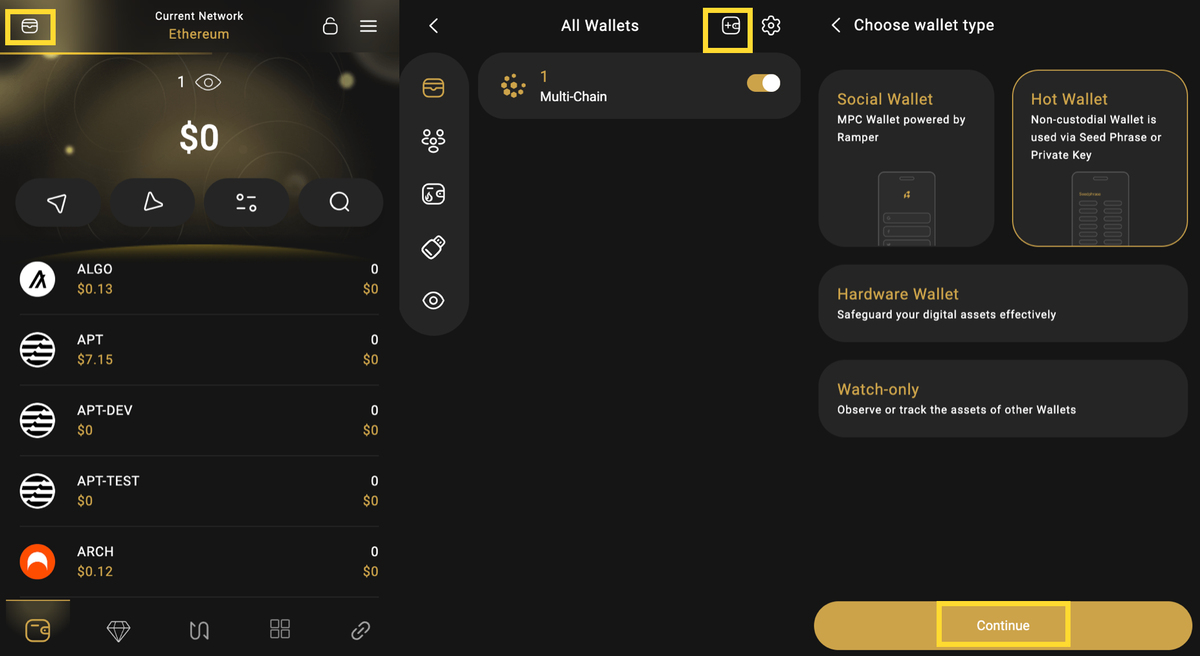 Current Network
Ethereum
1
$0
ALGO
0
$0.13
$0
APT
0
$7.15
$0
APT-DEV
0
$0
$0
APT-TEST
0
$0
$0
ARCH
0
$0.12
$0
All Wallets
1
Multi-Chain
Choose wallet type
Social Wallet
MPC Wallet powered by
Ramper
Hot Wallet
Non-custodial Wallet is
used via Seed Phrase or
Private Key
Seedphrase
Hardware Wallet
Safeguard your digital assets effectively
Watch-only
Observe or track the assets of other Wallets
Continue